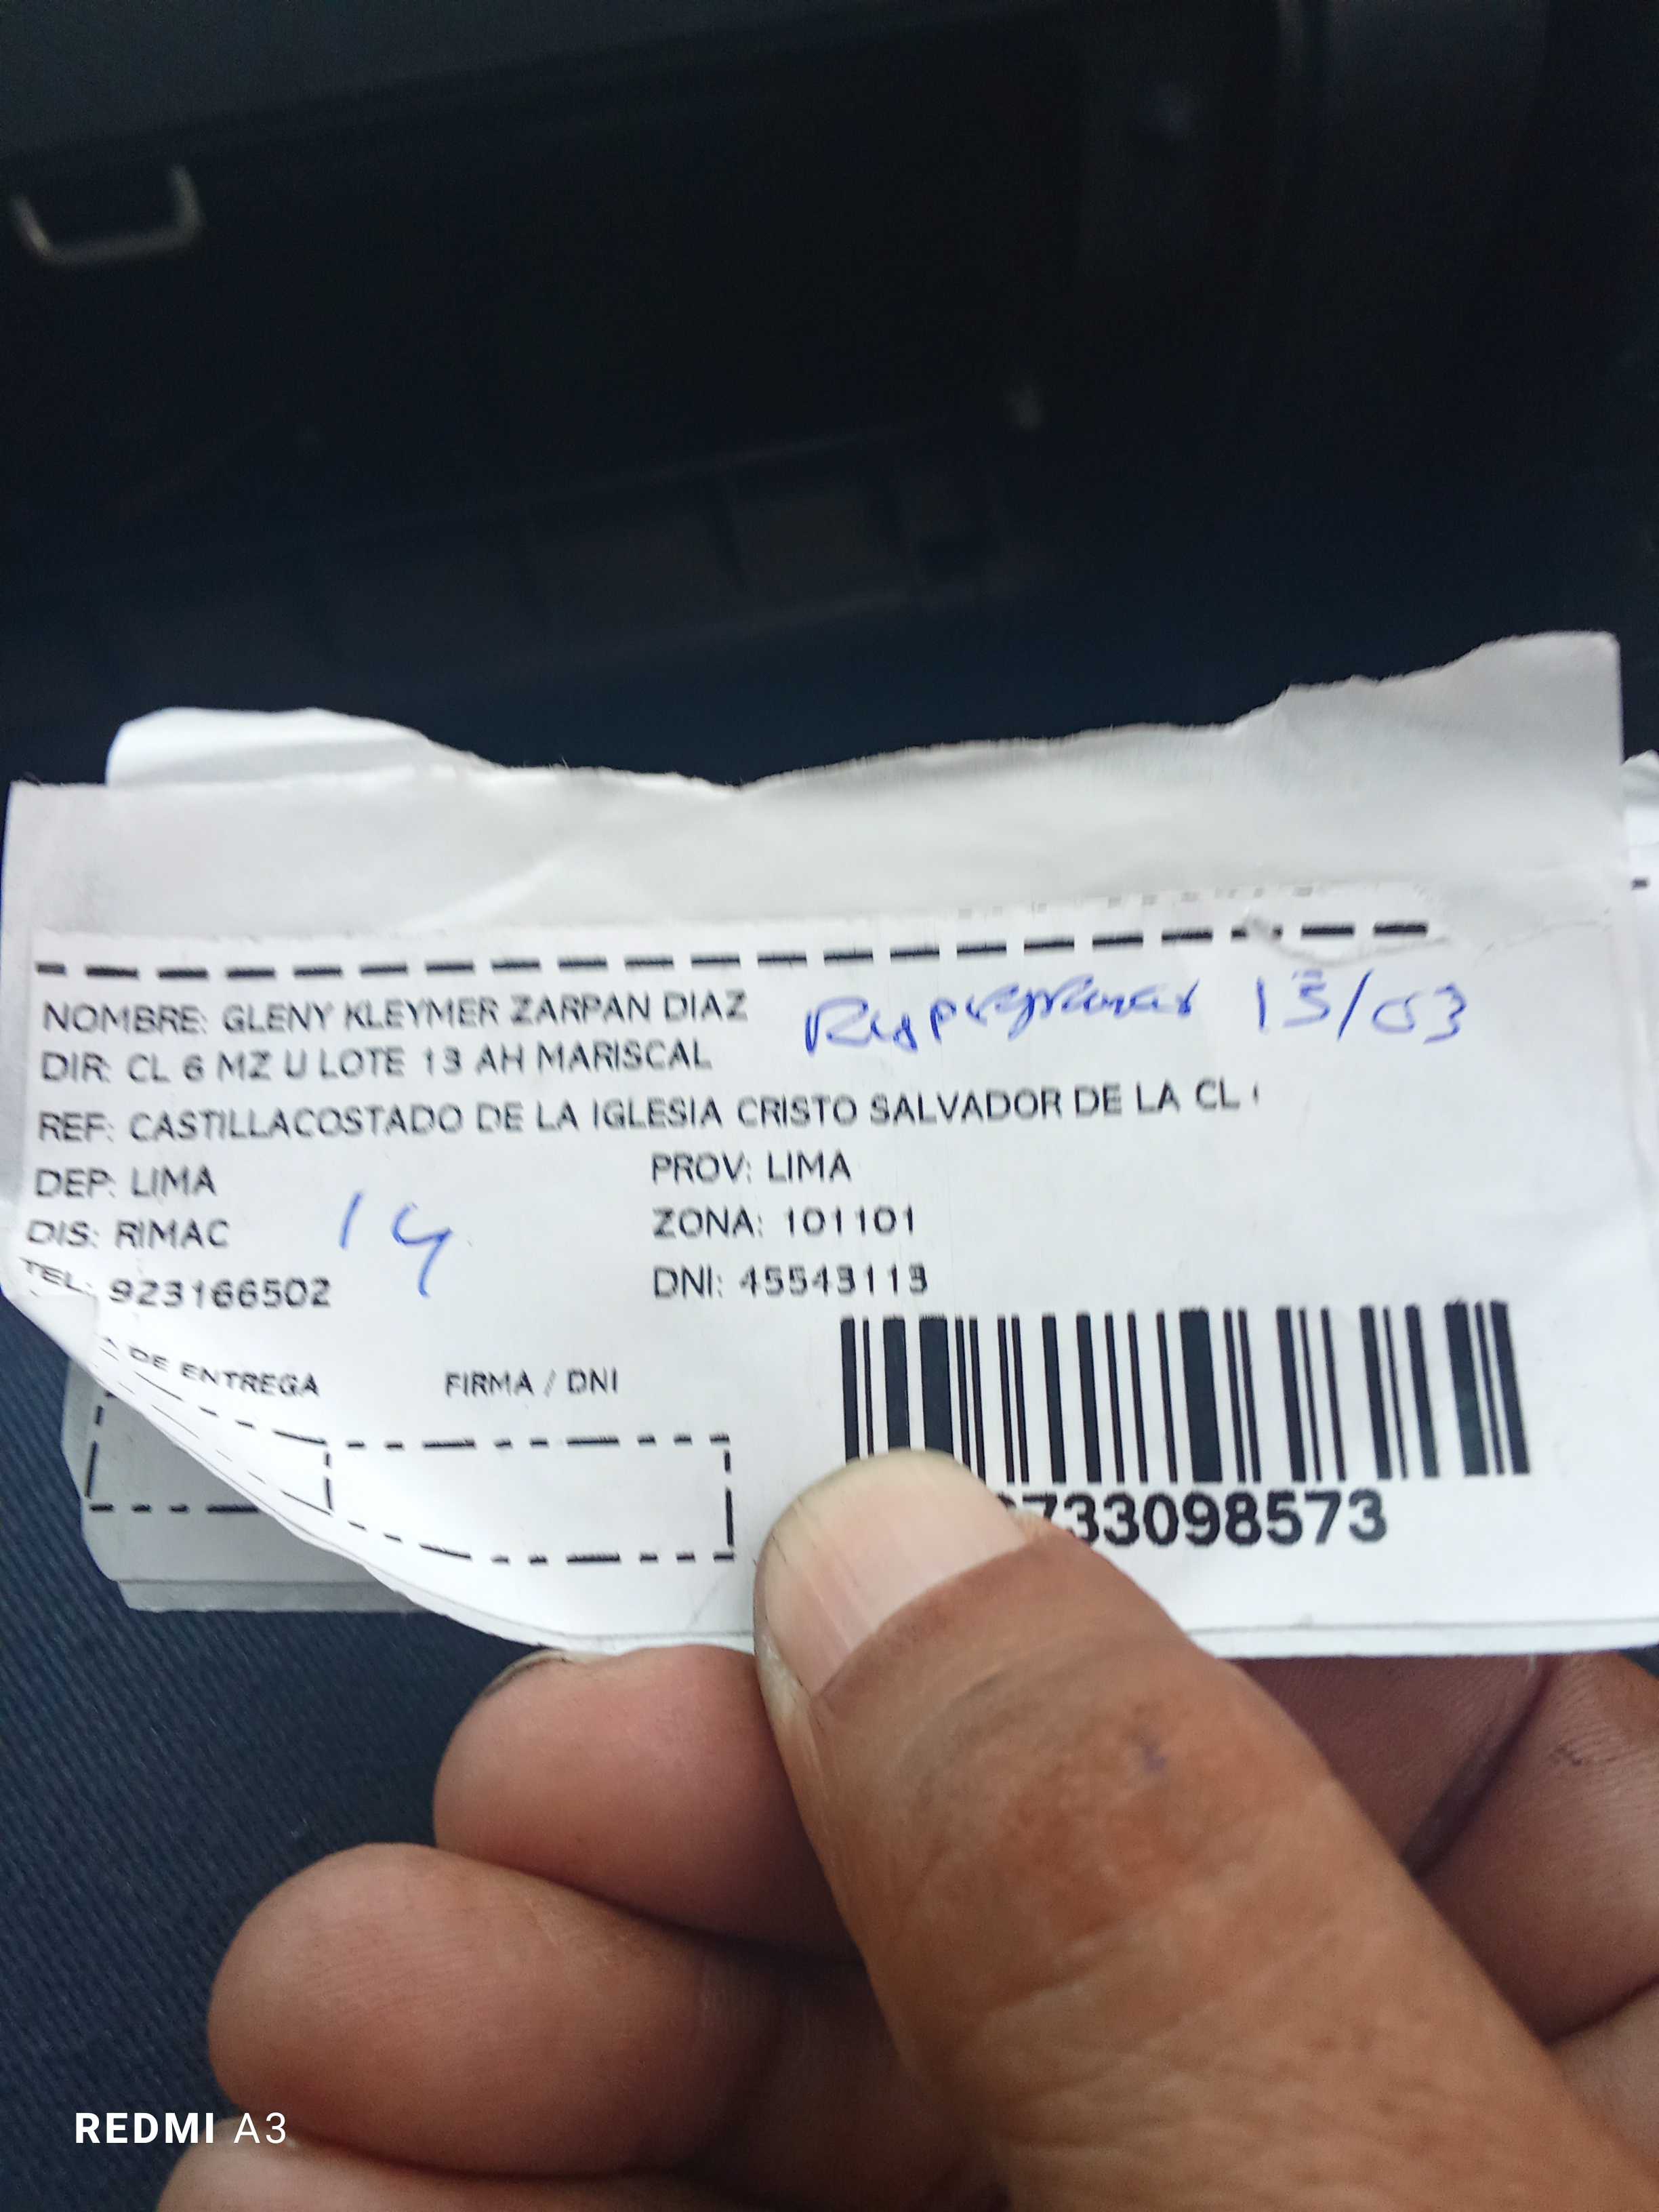 NOMBRE: GLENY KLEYMER ZARPAN DIAZ
13/03
DIR: CL 6 MZ U LOTE 13 AH MARISCAL
REF: CASTILLACOSTADO DE LA IGLESIA CRISTO SALVADOR DE LA CL
DEP: LIMA PROV: LIMA
DIS: RIMAC 14 ZONA: 101101
TEL: 923166502 DNI: 45543113
DE ENTREGA FIRMA / DNI
733098573
REDMI A3